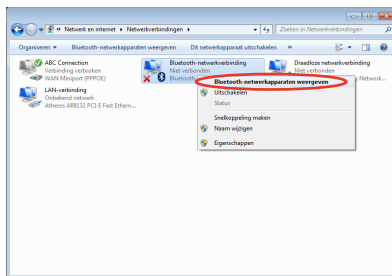 Netwerk en internet ▸ Netwerkverbindingen ▸
Zoeken in Netwerkverbindingen
Organiseren Bluetooth-netwerkapparaten weergeven Dit netwerkapparaat uitschakelen »
ABC Connection
Verbinding verbroken
WAN Miniport (PPPOE)
Bluetooth-netwerkverbinding
Niet verbonden
Bluetooth
Draadloze netwerkverbinding
Niet verbonden
Network...
LAN-verbinding
Onbekend netwerk
Atheros AR8132 PCI-E Fast Ethern...
Bluetooth-netwerkapparaten weergeven
Uitschakelen
Status
Snelkoppeling maken
Naam wijzigen
Eigenschappen